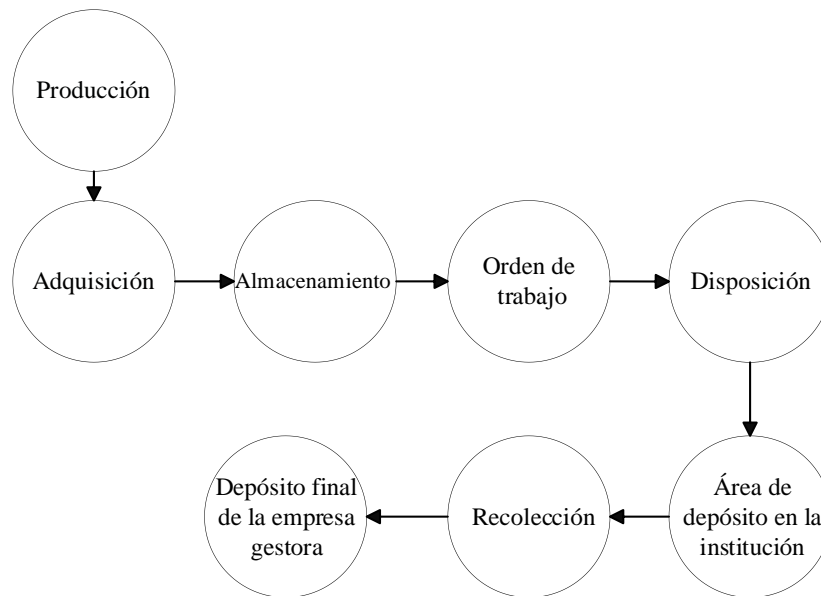 Producción
Adquisición
Almacenamiento
Orden de
trabajo
Disposición
Área de
depósito en la
institución
Recolección
Depósito final
de la empresa
gestora